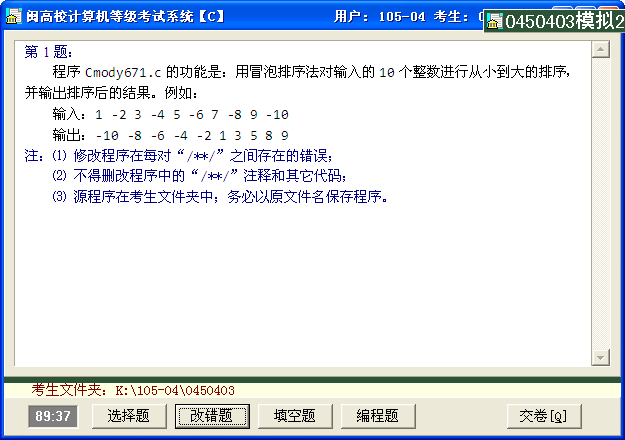 闽高校计算机等级考试系统【C】 用户: 105-04 考生:
0450403模拟2
第 1 题:
程序 Cmody671.c 的功能是: 用冒泡排序法对输入的 10 个整数进行从小到大的排序,
并输出排序后的结果。例如:
输入: 1 -2 3 -4 5 -6 7 -8 9 -10
输出: -10 -8 -6 -4 -2 1 3 5 8 9
注: ⑴ 修改程序在每对“/**/”之间存在的错误;
⑵ 不得删改程序中的“/**/”注释和其它代码;
⑶ 源程序在考生文件夹中; 务必以原文件名保存程序。
考生文件夹: K:\105-04\0450403
89:37 选择题 改错题 填空题 编程题 交卷[Q]